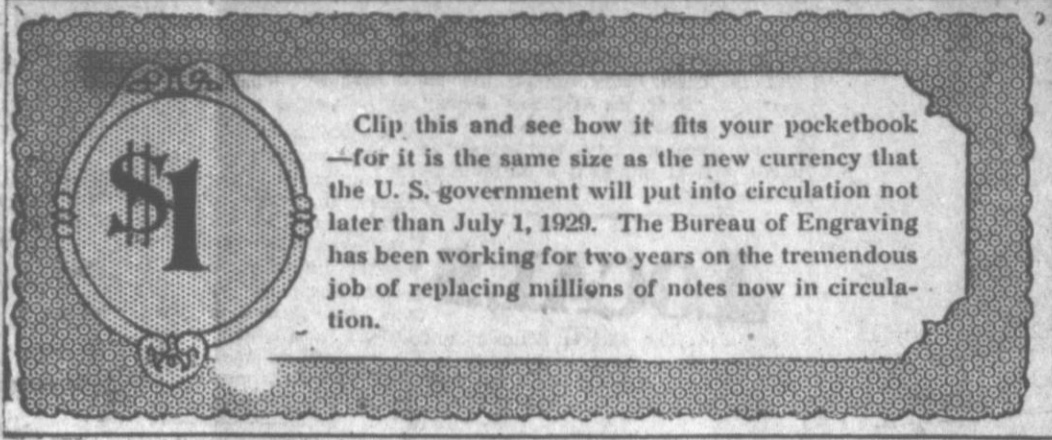 $1
Clip this and see how it fits your pocketbook
—for it is the same size as the new currency that
the U. S. government will put into circulation not
later than July 1, 1929. The Bureau of Engraving
has been working for two years on the tremendous
job of replacing millions of notes now in circula-
tion.